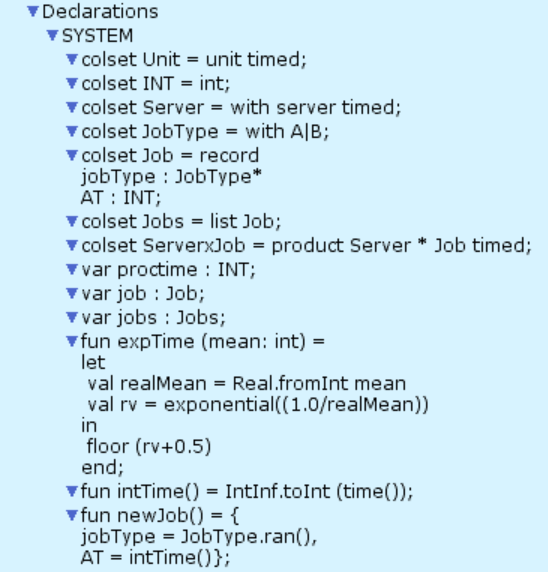 Declarations
SYSTEM
colset Unit = unit timed;
colset INT = int;
colset Server = with server timed;
colset JobType = with A|B;
colset Job = record
jobType : JobType*
AT : INT;
colset Jobs = list Job;
colset ServerxJob = product Server * Job timed;
var proctime : INT;
var job : Job;
var jobs : Jobs;
fun expTime (mean: int) =
let
val realMean = Real.fromInt mean
val rv = exponential((1.0/realMean))
in
floor (rv+0.5)
end;
fun intTime() = IntInf.toInt (time());
fun newJob() = {
jobType = JobType.ran(),
AT = intTime()};